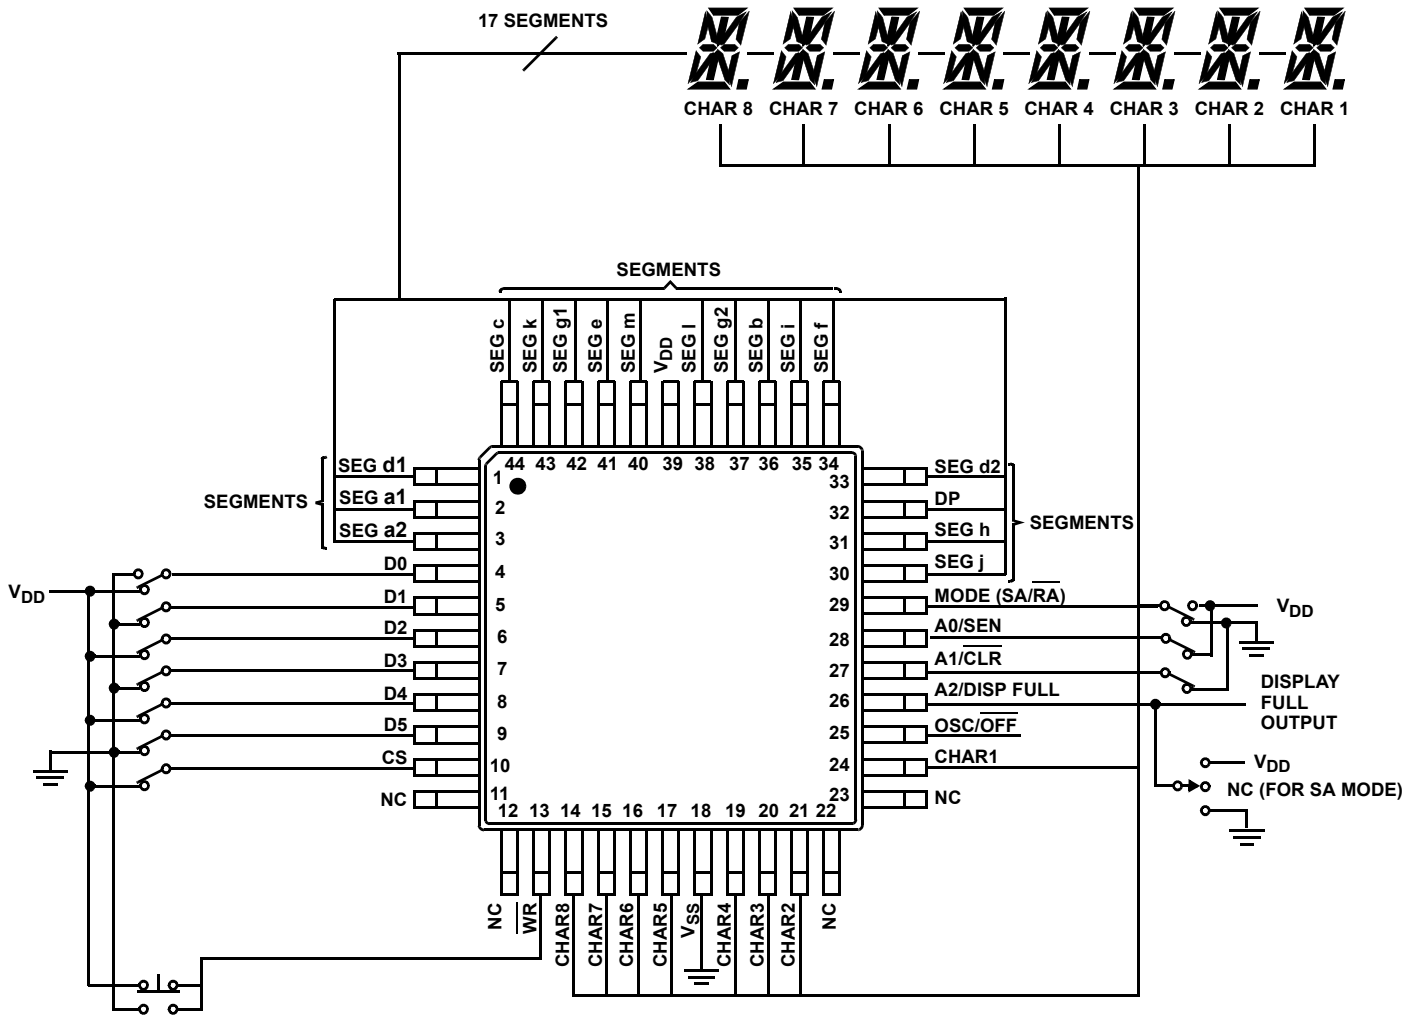 17 SEGMENTS
CHAR 8 CHAR 7 CHAR 6 CHAR 5 CHAR 4 CHAR 3 CHAR 2 CHAR 1
SEGMENTS
SEG c
SEG k
SEG g1
SEG e
SEG m
VDD
SEG l
SEG g2
SEG b
SEG i
SEG f
44 43 42 41 40 39 38 37 36 35 34
SEGMENTS
SEG d1 1
SEG a1 2
SEG a2 3
VDD
D0 4
D1 5
D2 6
D3 7
D4 8
D5 9
CS 10
NC 11
33 SEG d2
32 DP
31 SEG h
30 SEG j
SEGMENTS
29 MODE (SA/R̅A̅)
28 A0/SEN
27 A1/C̅L̅R̅
26 A2/DISP FULL
25 OSC/O̅F̅F̅
24 CHAR1
23 NC
VDD
DISPLAY
FULL
OUTPUT
VDD
NC (FOR SA MODE)
12 13 14 15 16 17 18 19 20 21 22
NC
W̅R̅
CHAR8
CHAR7
CHAR6
CHAR5
VSS
CHAR4
CHAR3
CHAR2
NC